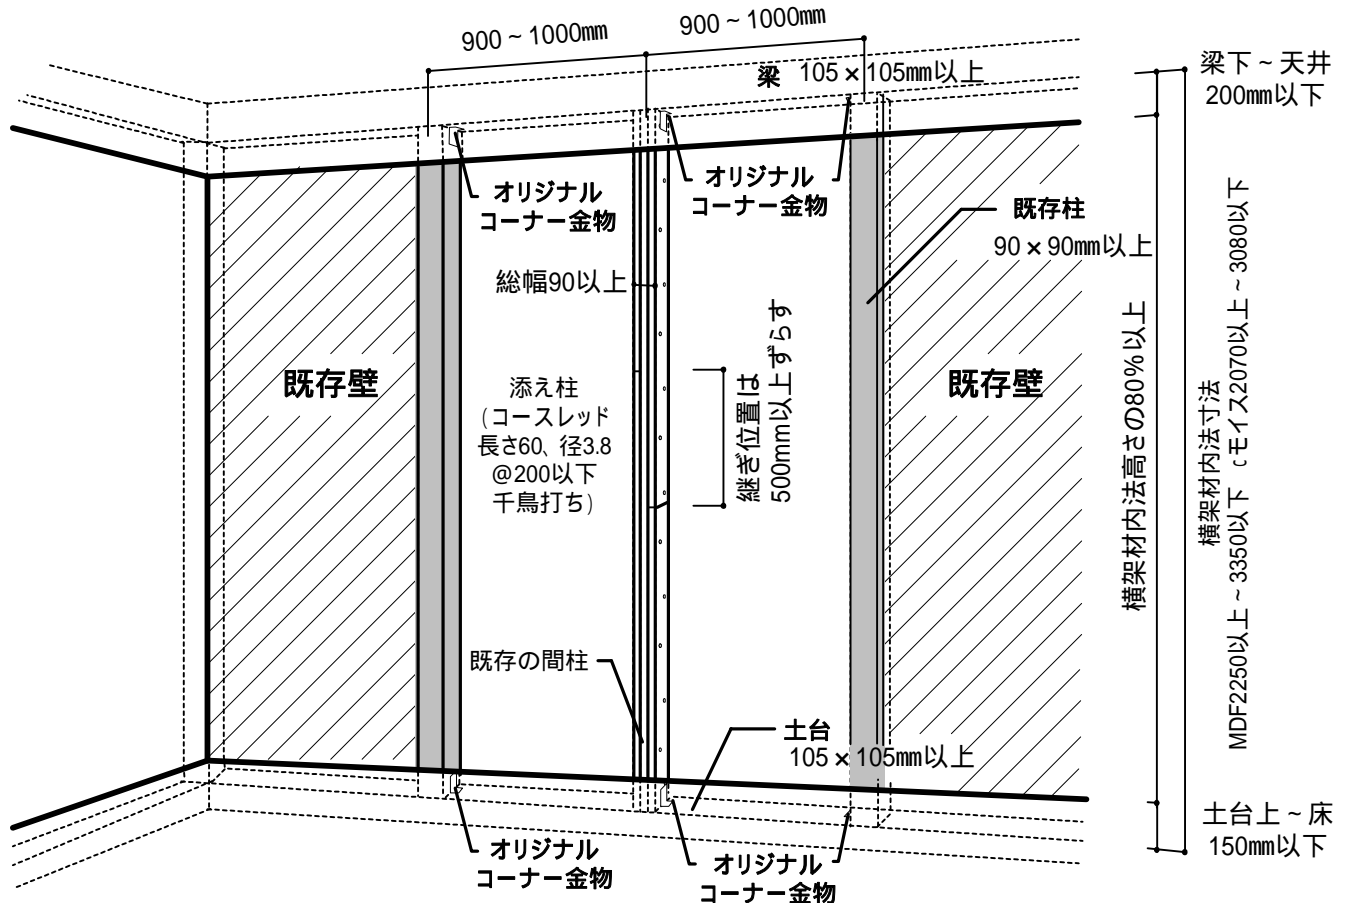 900~1000㎜
900~1000㎜
梁 105×105㎜以上
梁下~天井
200㎜以下
オリジナル
コーナー金物
オリジナル
コーナー金物
既存柱
90×90㎜以上
総幅90以上
既存壁
添え柱
(コースレッド
長さ60、径3.8
@200以下
千鳥打ち)
継ぎ位置は
500㎜以上ずらす
既存壁
横架材内法高さの80%以上
横架材内法寸法
MDF2250以上~3350以下 (モイス2070以上~3080以下
既存の間柱
土台
105×105㎜以上
オリジナル
コーナー金物
オリジナル
コーナー金物
土台上~床
150㎜以下